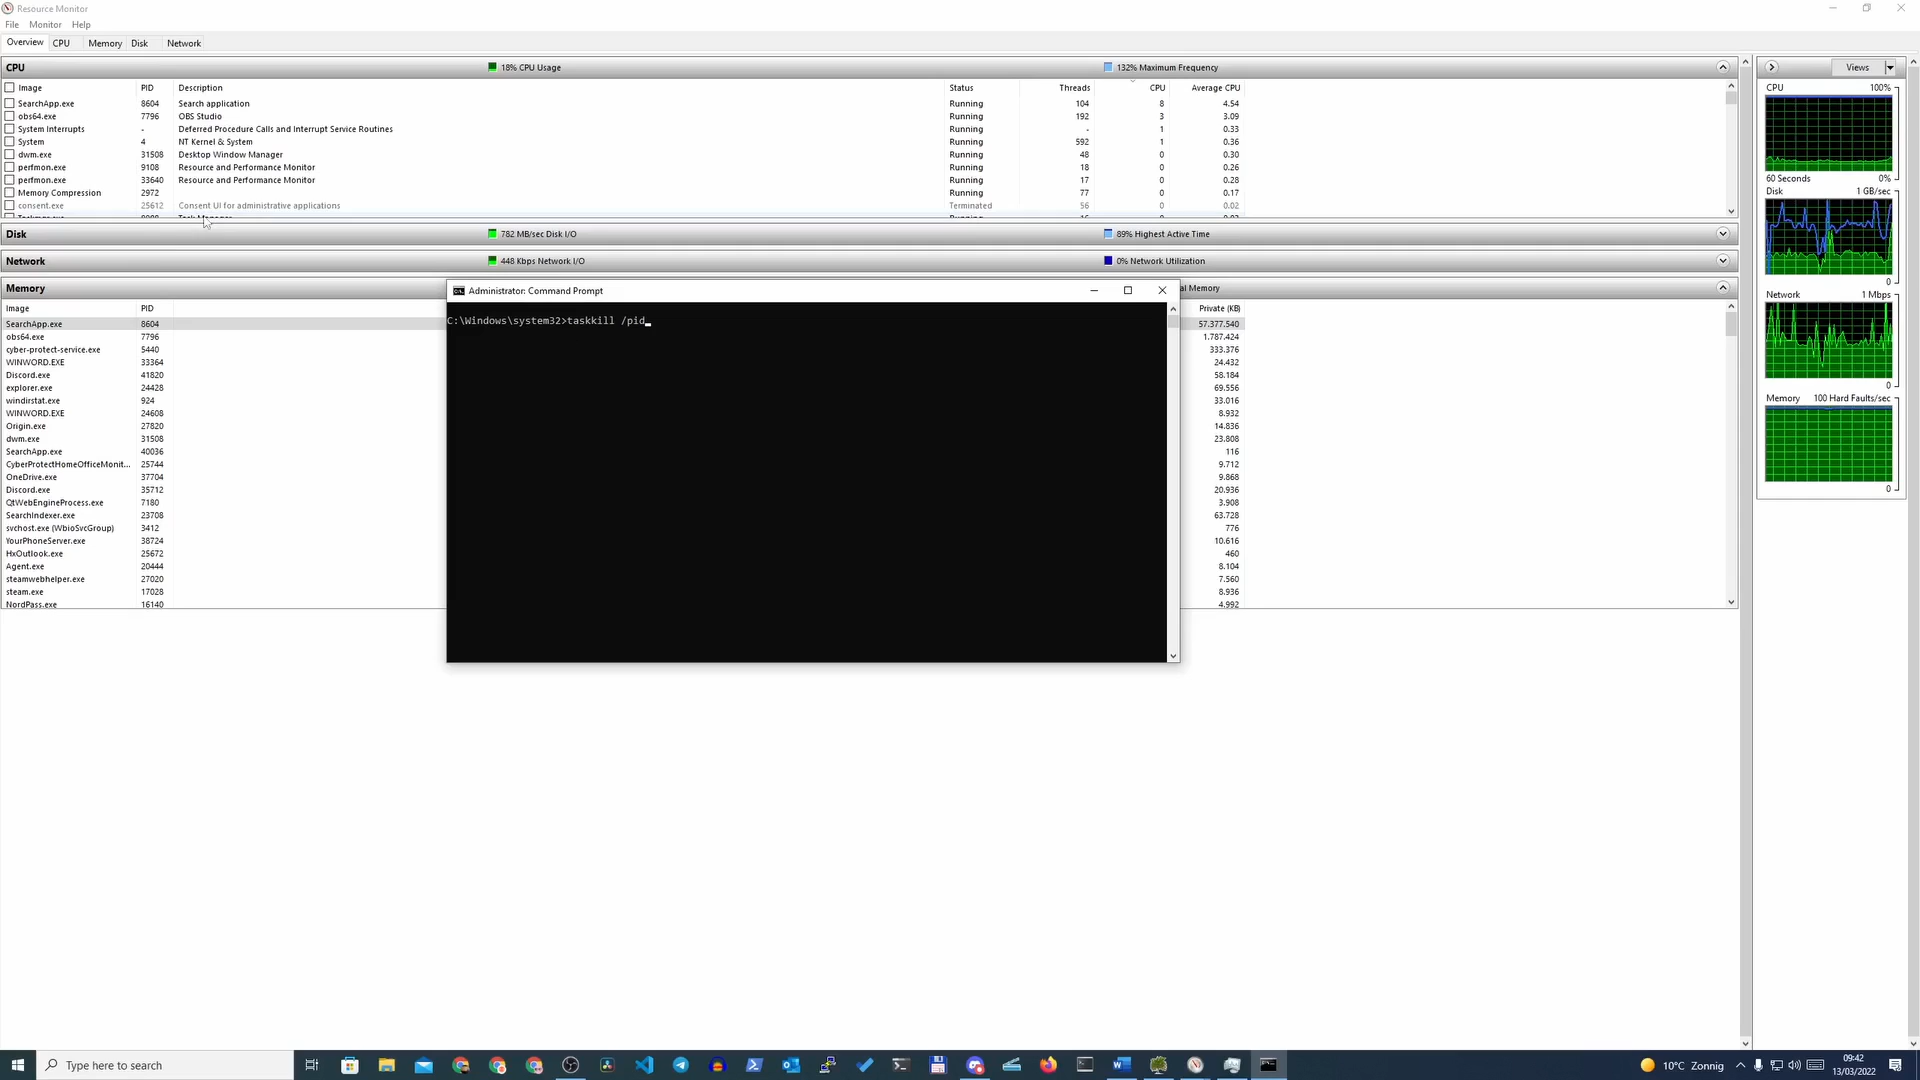 Resource Monitor
File Monitor Help
Overview CPU Memory Disk Network
CPU 18% CPU Usage 132% Maximum Frequency
Image PID Description Status Threads CPU Average CPU
SearchApp.exe 8604 Search application Running 104 8 4.54
obs64.exe 7796 OBS Studio Running 192 3 3.09
System Interrupts - Deferred Procedure Calls and Interrupt Service Routines Running - 1 0.33
System 4 NT Kernel & System Running 592 1 0.36
dwm.exe 31508 Desktop Window Manager Running 48 0 0.30
perfmon.exe 9108 Resource and Performance Monitor Running 18 0 0.26
perfmon.exe 33640 Resource and Performance Monitor Running 17 0 0.28
Memory Compression 2972 Running 77 0 0.17
consent.exe 25612 Consent UI for administrative applications Terminated 56 0 0.02
Disk 782 MB/sec Disk I/O 89% Highest Active Time
Network 448 Kbps Network I/O 0% Network Utilization
Memory
Image PID Private (KB)
SearchApp.exe 8604 57.377.540
obs64.exe 7796 1.787.424
cyber-protect-service.exe 5440 333.376
WINWORD.EXE 33364 24.432
Discord.exe 41820 58.184
explorer.exe 24428 69.556
windirstat.exe 924 33.016
WINWORD.EXE 24608 8.932
Origin.exe 27820 14.836
dwm.exe 31508 23.808
SearchApp.exe 40036 116
CyberProtectHomeOfficeMonit... 25744 9.712
OneDrive.exe 37704 9.868
Discord.exe 35712 20.936
QtWebEngineProcess.exe 7180 3.908
SearchIndexer.exe 23708 63.728
svchost.exe (WbioSvcGroup) 3412 776
YourPhoneServer.exe 38724 10.616
HxOutlook.exe 25672 460
Agent.exe 20444 8.104
steamwebhelper.exe 27020 7.560
steam.exe 17028 8.936
NordPass.exe 16140 4.992
Administrator: Command Prompt
C:\Windows\system32>taskkill /pid
Views
CPU 100%
60 Seconds 0%
Disk 1 GB/sec
0
Network 1 Mbps
0
Memory 100 Hard Faults/sec
0
Type here to search
10°C Zonnig
09:42
13/03/2022